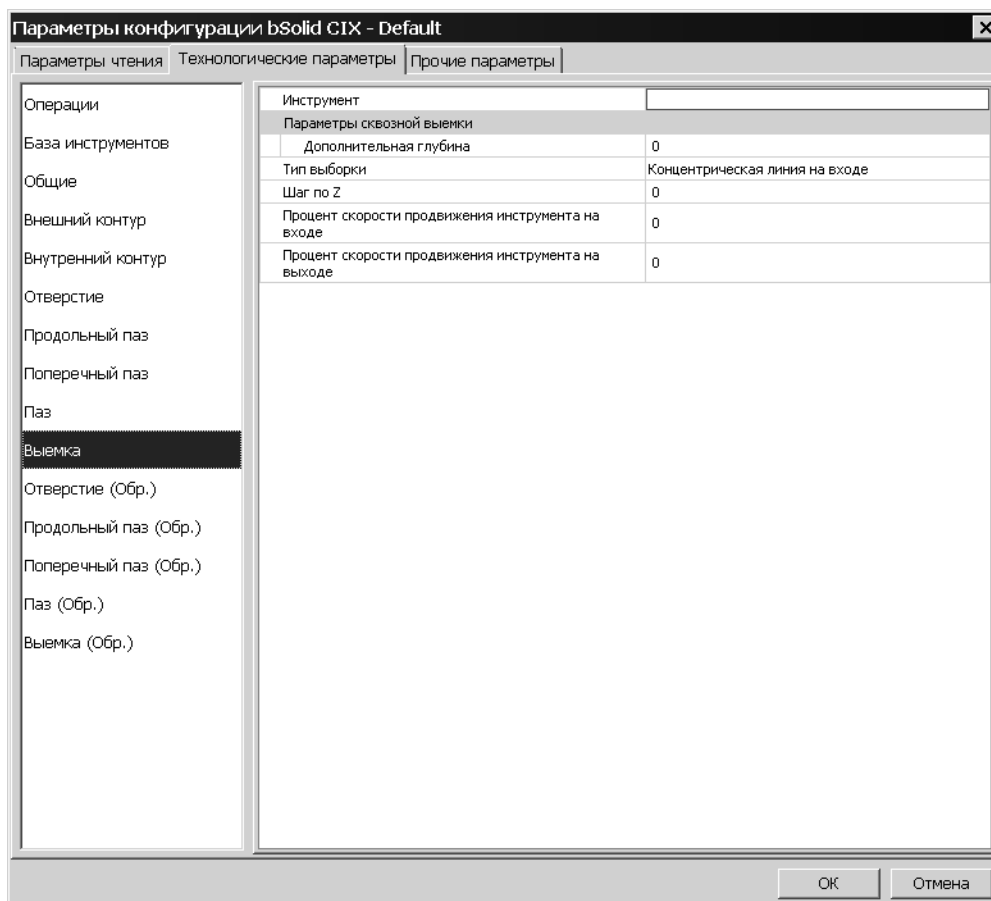 Параметры конфигурации bSolid CIX - Default
Параметры чтения Технологические параметры Прочие параметры
Операции
База инструментов
Общие
Внешний контур
Внутренний контур
Отверстие
Продольный паз
Поперечный паз
Паз
Выемка
Отверстие (Обр.)
Продольный паз (Обр.)
Поперечный паз (Обр.)
Паз (Обр.)
Выемка (Обр.)
Инструмент
Параметры сквозной выемки
Дополнительная глубина 0
Тип выборки Концентрическая линия на входе
Шаг по Z 0
Процент скорости продвижения инструмента на
входе 0
Процент скорости продвижения инструмента на
выходе 0
ОК Отмена